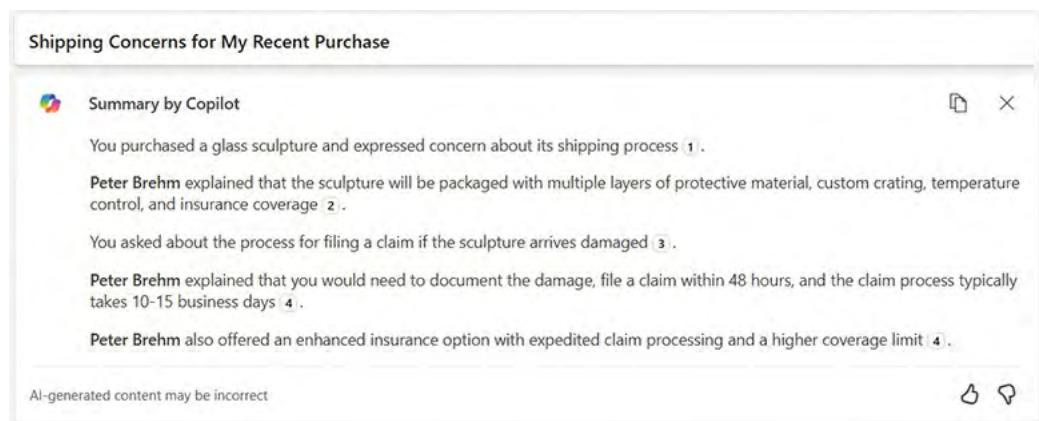 Shipping Concerns for My Recent Purchase
Summary by Copilot
You purchased a glass sculpture and expressed concern about its shipping process 1 .
Peter Brehm explained that the sculpture will be packaged with multiple layers of protective material, custom crating, temperature
control, and insurance coverage 2 .
You asked about the process for filing a claim if the sculpture arrives damaged 3 .
Peter Brehm explained that you would need to document the damage, file a claim within 48 hours, and the claim process typically
takes 10-15 business days 4 .
Peter Brehm also offered an enhanced insurance option with expedited claim processing and a higher coverage limit 4 .
AI-generated content may be incorrect